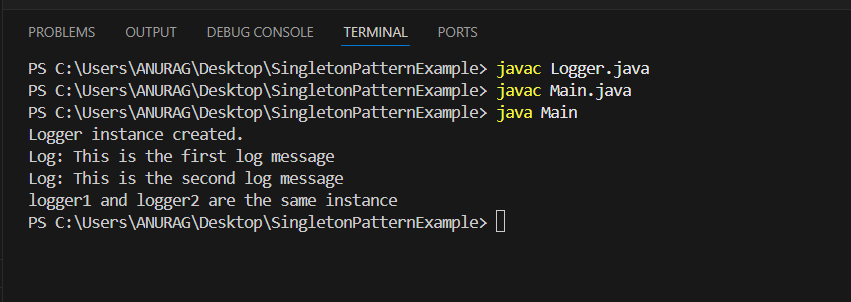 PROBLEMS OUTPUT DEBUG CONSOLE TERMINAL PORTS
PS C:\Users\ANURAG\Desktop\SingletonPatternExample> javac Logger.java
PS C:\Users\ANURAG\Desktop\SingletonPatternExample> javac Main.java
PS C:\Users\ANURAG\Desktop\SingletonPatternExample> java Main
Logger instance created.
Log: This is the first log message
Log: This is the second log message
logger1 and logger2 are the same instance
PS C:\Users\ANURAG\Desktop\SingletonPatternExample>